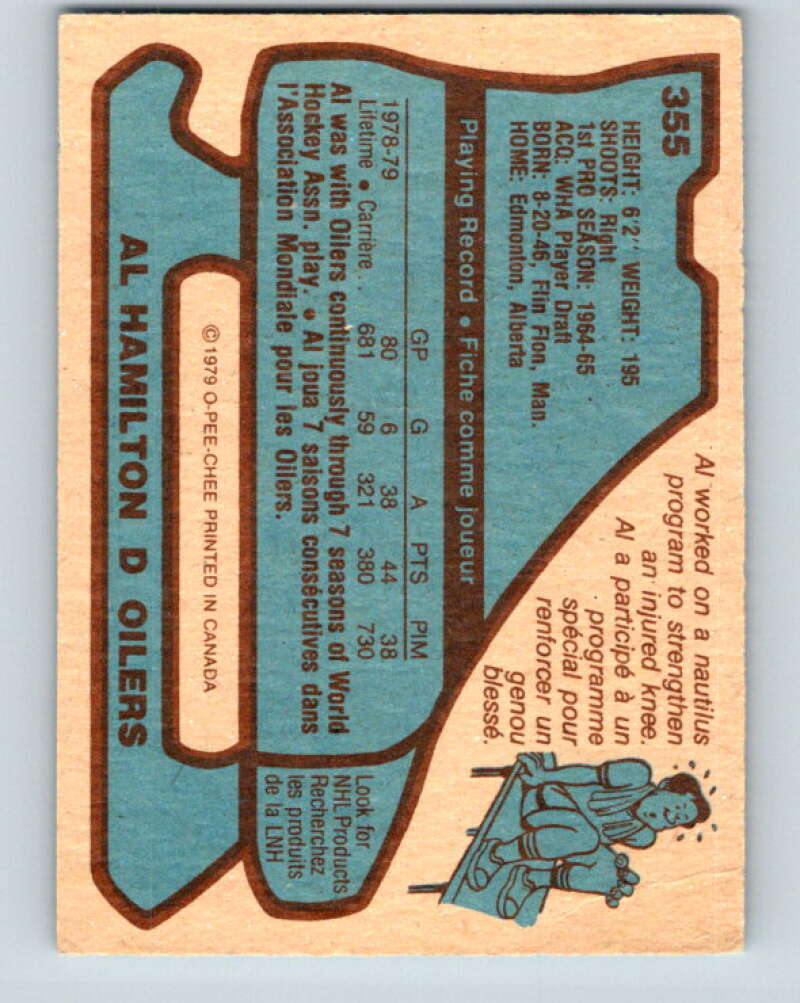 355
HEIGHT: 6'2" WEIGHT: 195
SHOOTS: Right
1st PRO SEASON: 1964-65
ACQ: WHA Player Draft
BORN: 8-20-46, Flin Flon, Man.
HOME: Edmonton, Alberta
Al worked on a nautilus
program to strengthen
an injured knee.
Al a participé à un
programme
spécial pour
renforcer un
genou
blessé.
Playing Record • Fiche comme joueur
GP G A PTS PIM
1978-79 80 6 38 44 38
Lifetime • Carrière . . 681 59 321 380 730
Al was with Oilers continuously through 7 seasons of World
Hockey Assn. play. • Al joua 7 saisons consécutives dans
l'Association Mondiale pour les Oilers.
Look for
NHL Products
Recherchez
les produits
de la LNH
©1979 O-PEE-CHEE PRINTED IN CANADA
AL HAMILTON D OILERS